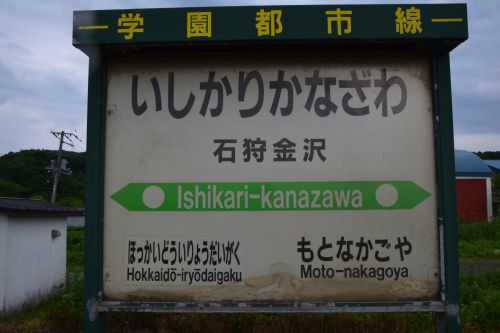 ー学園都市線ー
いしかりかなざわ
石狩金沢
Ishikari-kanazawa
ほっかいどういりょうだいがく
Hokkaidō-iryōdaigaku
もとなかごや
Moto-nakagoya